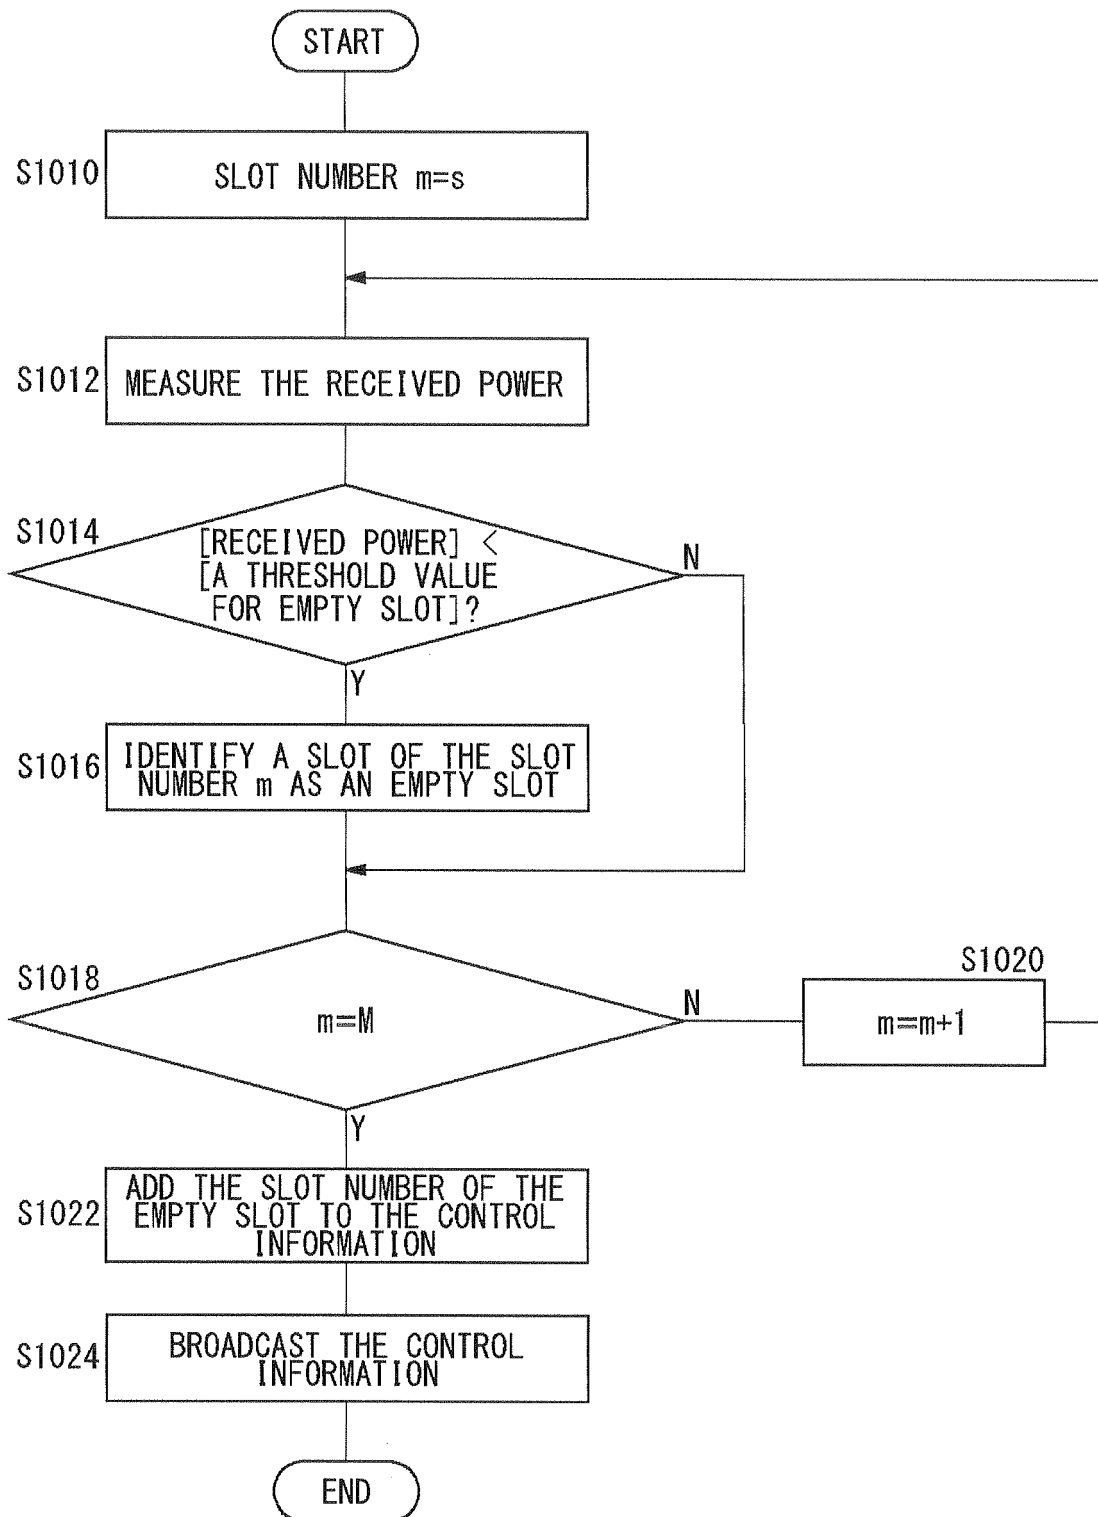 START
S1010
SLOT NUMBER m=s
S1012
MEASURE THE RECEIVED POWER
S1014
[RECEIVED POWER] <
[A THRESHOLD VALUE
FOR EMPTY SLOT]?
N
Y
S1016
IDENTIFY A SLOT OF THE SLOT
NUMBER m AS AN EMPTY SLOT
S1018
m=M
N
S1020
m=m+1
Y
S1022
ADD THE SLOT NUMBER OF THE
EMPTY SLOT TO THE CONTROL
INFORMATION
S1024
BROADCAST THE CONTROL
INFORMATION
END